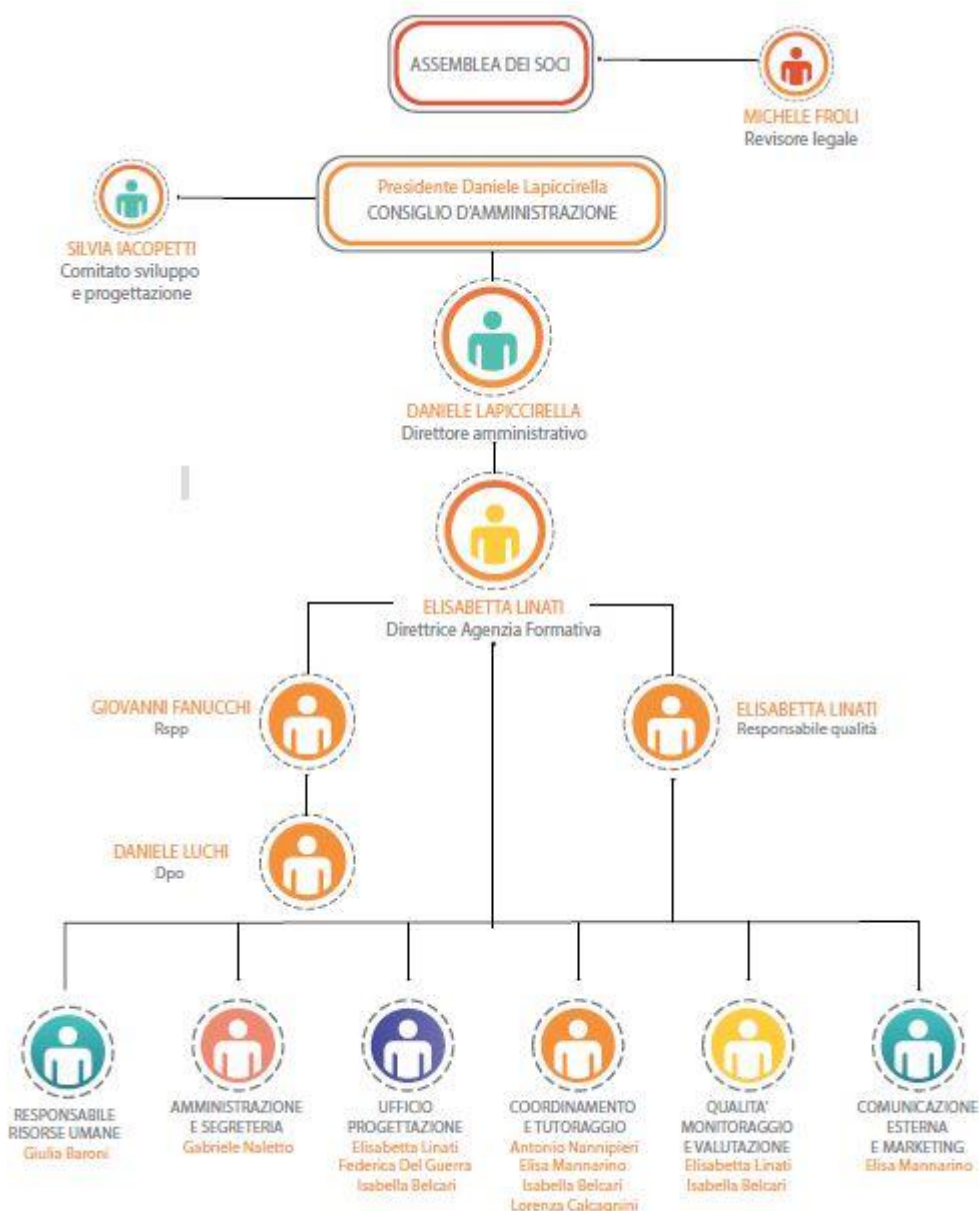 ASSEMBLEA DEI SOCI
MICHELE FROLI
Revisore legale
Presidente Daniele Lapiccirella
CONSIGLIO D'AMMINISTRAZIONE
SILVIA IACOPETTI
Comitato sviluppo
e progettazione
DANIELE LAPICCIRELLA
Direttore amministrativo
ELISABETTA LINATI
Direttrice Agenzia Formativa
GIOVANNI FANUCCHI
Rspp
ELISABETTA LINATI
Responsabile qualità
DANIELE LUCHI
Dpo
RESPONSABILE
RISORSE UMANE
Giulia Baroni
AMMINISTRAZIONE
E SEGRETERIA
Gabriele Naletto
UFFICIO
PROGETTAZIONE
Elisabetta Linati
Federica Del Guerra
Isabella Belcari
COORDINAMENTO
E TUTORAGGIO
Antonio Nannipieri
Elisa Mannarino
Isabella Belcari
Lorenza Calcagnini
QUALITA'
MONITORAGGIO
E VALUTAZIONE
Elisabetta Linati
Isabella Belcari
COMUNICAZIONE
ESTERNA
E MARKETING
Elisa Mannarino